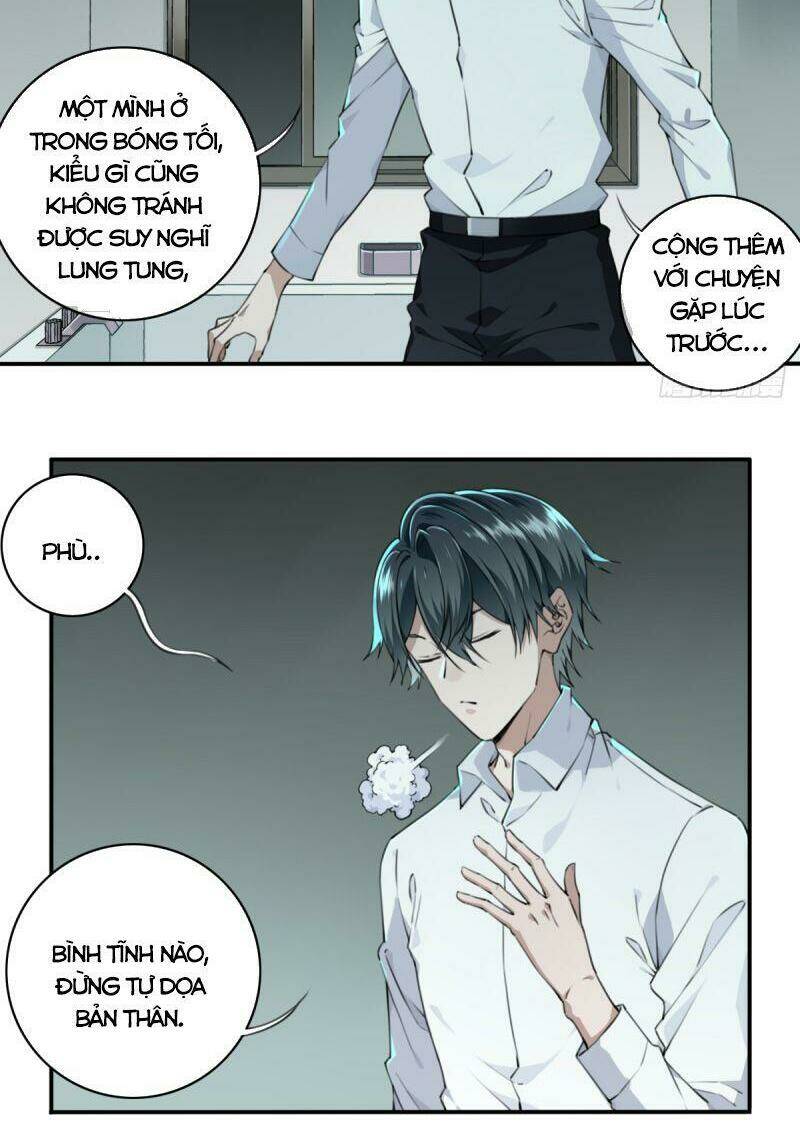 MỘT MÌNH Ở
TRONG BÓNG TỐI,
KIỂU GÌ CŨNG
KHÔNG TRÁNH
ĐƯỢC SUY NGHĨ
LUNG TUNG,
CỘNG THÊM
VỚI CHUYỆN
GẶP LÚC
TRƯỚC...
PHÙ..
BÌNH TĨNH NÀO,
ĐỪNG TỰ DỌA
BẢN THÂN.